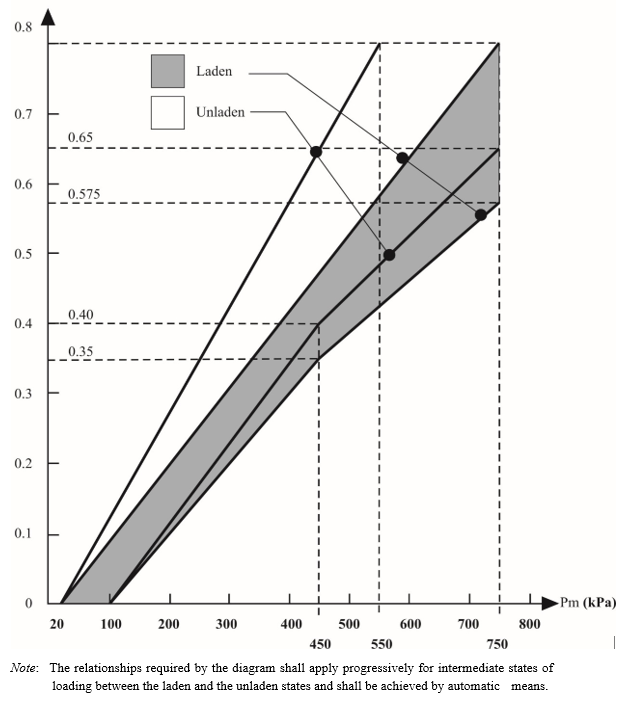 0.8
Laden
Unladen
0.7
0.65
0.6
0.575
0.5
0.40
0.4
0.35
0.3
0.2
0.1
0
Pm (kPa)
20 100 200 300 400 500 600 700 800
450 550 750
Note: The relationships required by the diagram shall apply progressively for intermediate states of
loading between the laden and the unladen states and shall be achieved by automatic means.